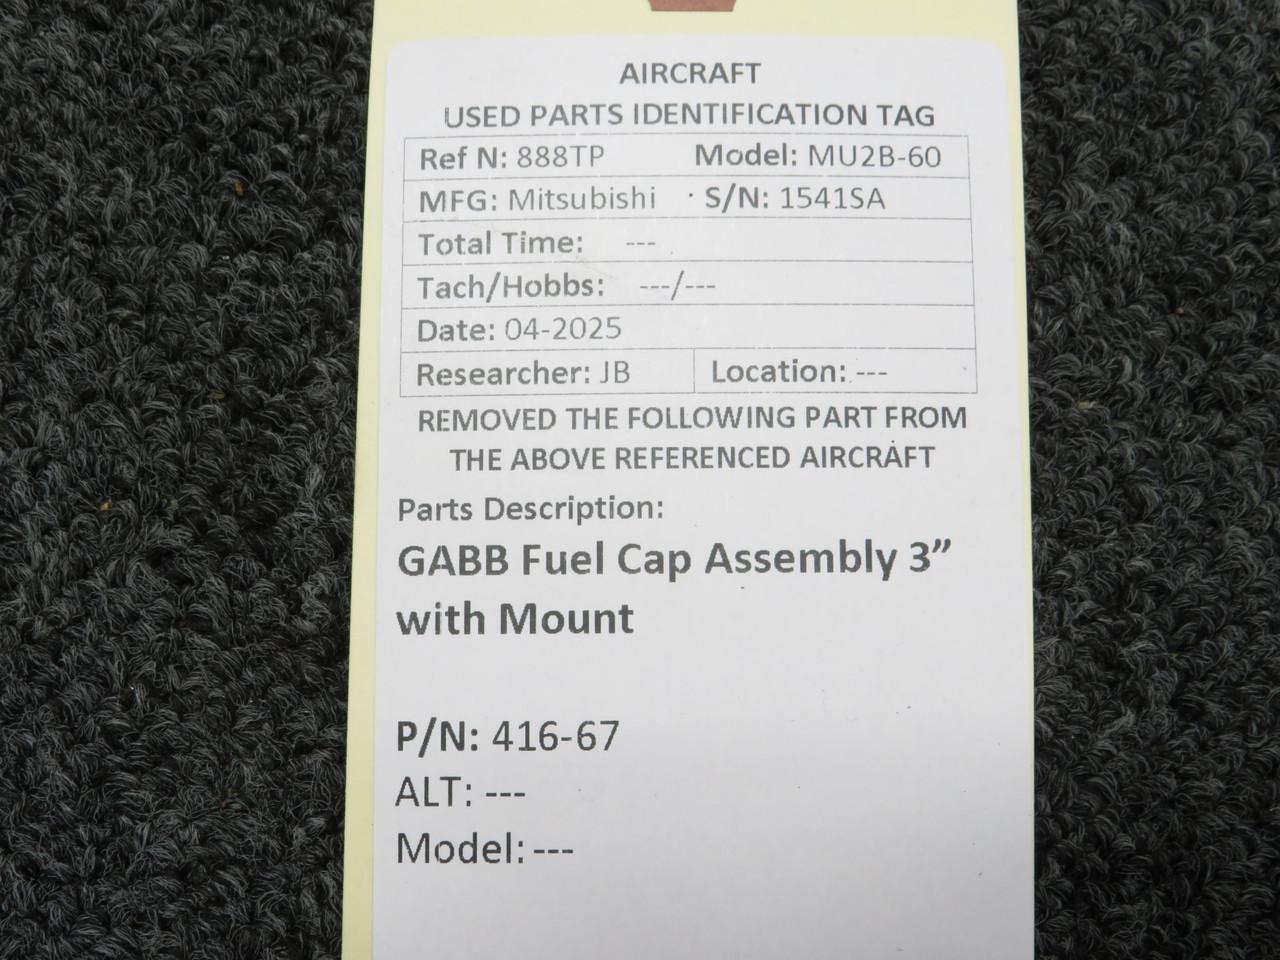 AIRCRAFT
USED PARTS IDENTIFICATION TAG
Ref N: 888TP Model: MU2B-60
MFG: Mitsubishi S/N: 1541SA
Total Time: ---
Tach/Hobbs: ---/---
Date: 04-2025
Researcher: JB Location: ---
REMOVED THE FOLLOWING PART FROM
THE ABOVE REFERENCED AIRCRAFT
Parts Description:
GABB Fuel Cap Assembly 3”
with Mount
P/N: 416-67
ALT: ---
Model: ---